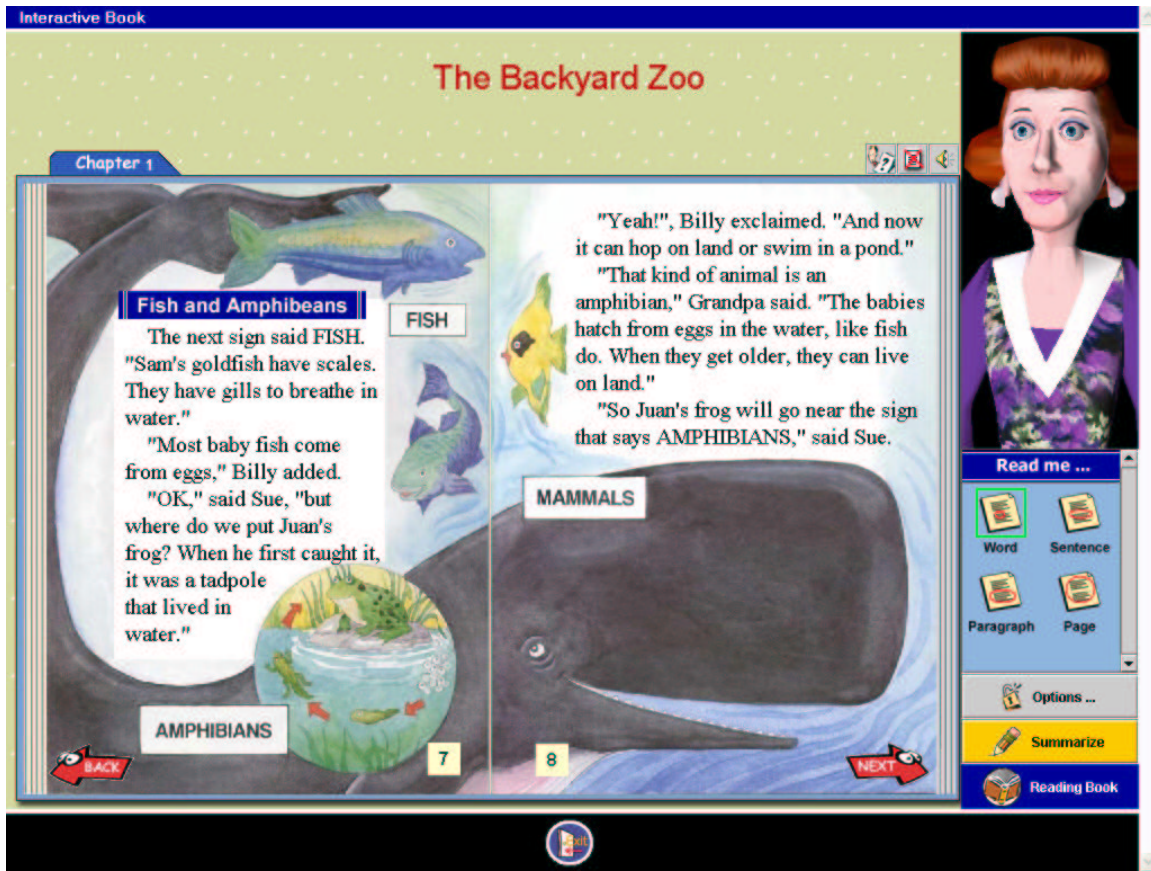 Interactive Book
The Backyard Zoo
Chapter 1
Fish and Amphibeans
The next sign said FISH.
"Sam's goldfish have scales.
They have gills to breathe in
water."
"Most baby fish come
from eggs," Billy added.
"OK," said Sue, "but
where do we put Juan's
frog? When he first caught it,
it was a tadpole
that lived in
water."
FISH
AMPHIBIANS
BACK
7
"Yeah!", Billy exclaimed. "And now
it can hop on land or swim in a pond."
"That kind of animal is an
amphibian," Grandpa said. "The babies
hatch from eggs in the water, like fish
do. When they get older, they can live
on land."
"So Juan's frog will go near the sign
that says AMPHIBIANS," said Sue.
MAMMALS
8
NEXT
Read me ...
Word
Sentence
Paragraph
Page
Options ...
Summarize
Reading Book
Exit